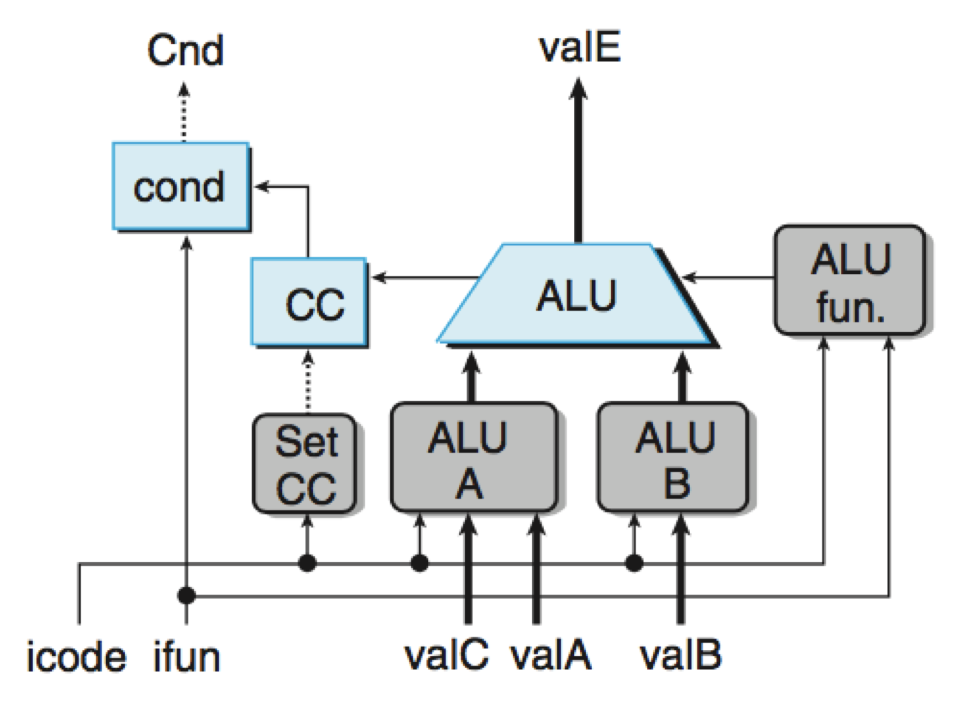 Cnd
valE
cond
ALU
fun.
CC
ALU
Set
CC
ALU
A
ALU
B
icode
ifun
valC
valA
valB